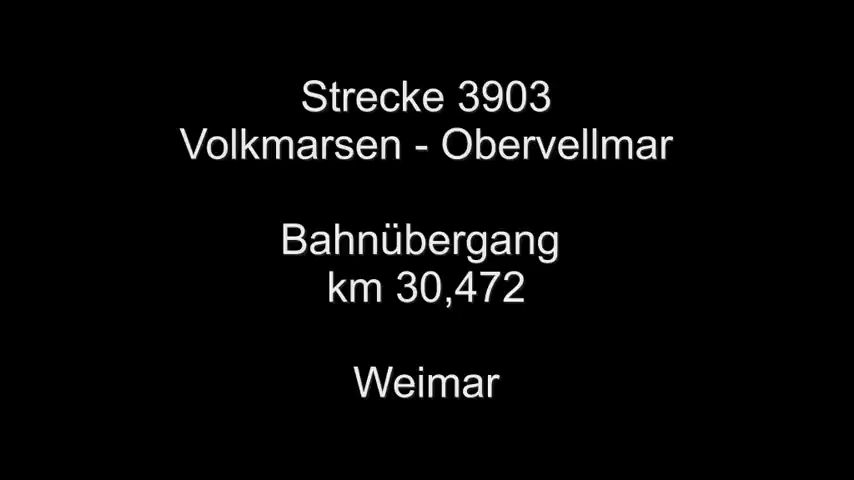 Strecke 3903
Volkmarsen - Obervellmar
Bahnübergang
km 30,472
Weimar